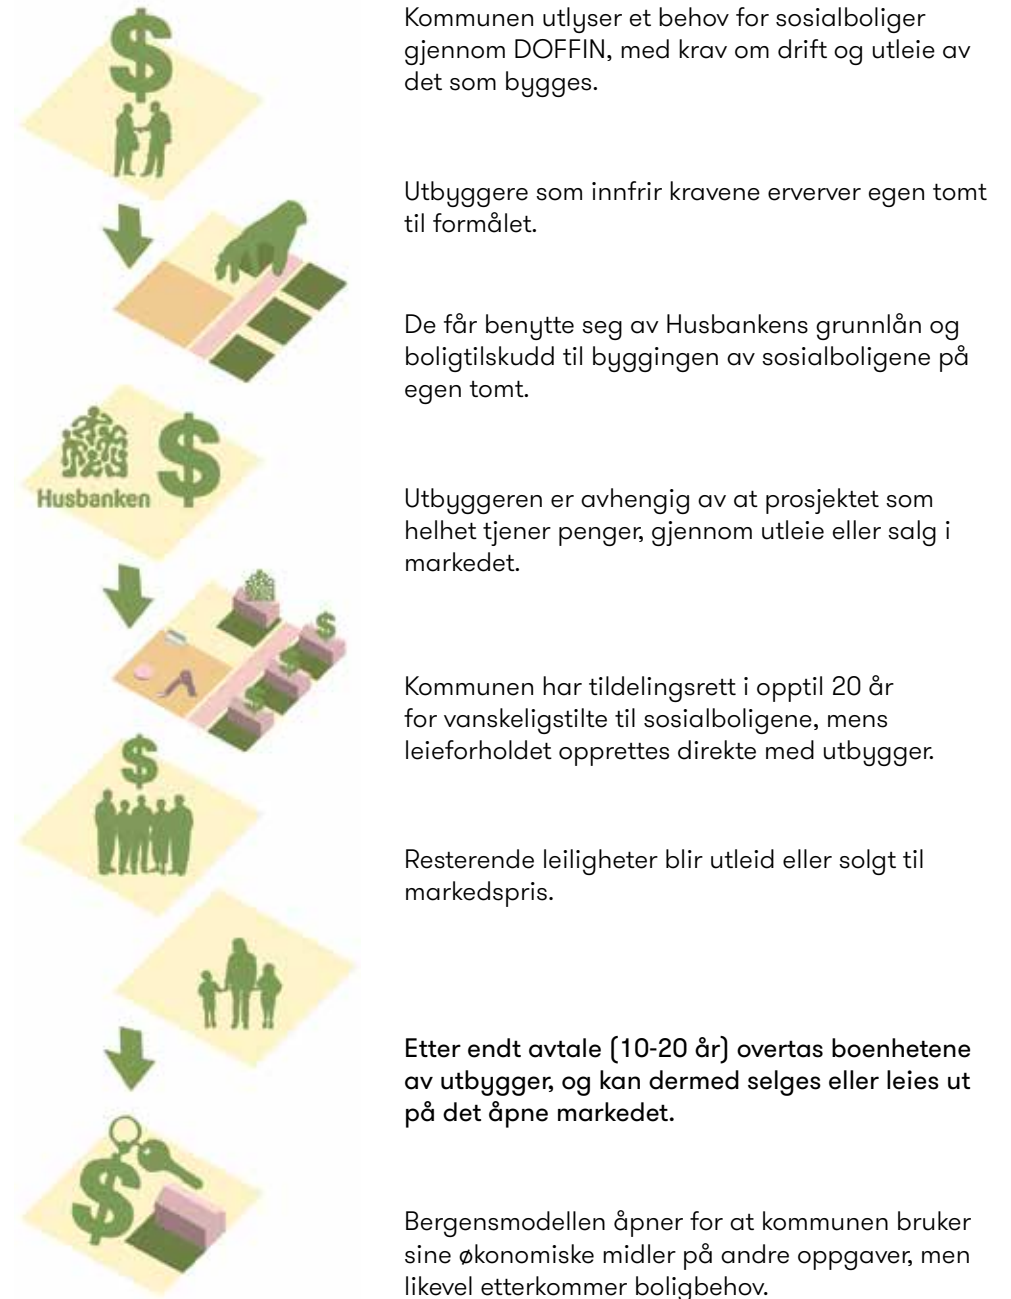 Kommunen utlyser et behov for sosialboliger
gjennom DOFFIN, med krav om drift og utleie av
det som bygges.
Utbyggere som innfrir kravene erverver egen tomt
til formålet.
De får benytte seg av Husbankens grunnlån og
boligtilskudd til byggingen av sosialboligene på
egen tomt.
Husbanken
Utbyggeren er avhengig av at prosjektet som
helhet tjener penger, gjennom utleie eller salg i
markedet.
Kommunen har tildelingsrett i opptil 20 år
for vanskeligstilte til sosialboligene, mens
leieforholdet opprettes direkte med utbygger.
Resterende leiligheter blir utleid eller solgt til
markedspris.
Etter endt avtale (10-20 år) overtas boenhetene
av utbygger, og kan dermed selges eller leies ut
på det åpne markedet.
Bergensmodellen åpner for at kommunen bruker
sine økonomiske midler på andre oppgaver, men
likevel etterkommer boligbehov.